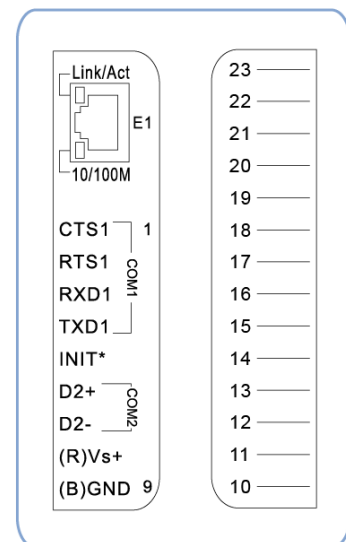 Link/Act
E1
10/100M
CTS1 1
RTS1
RXD1
TXD1
COM1
INIT*
D2+
D2-
COM2
(R)Vs+
(B)GND 9
23
22
21
20
19
18
17
16
15
14
13
12
11
10